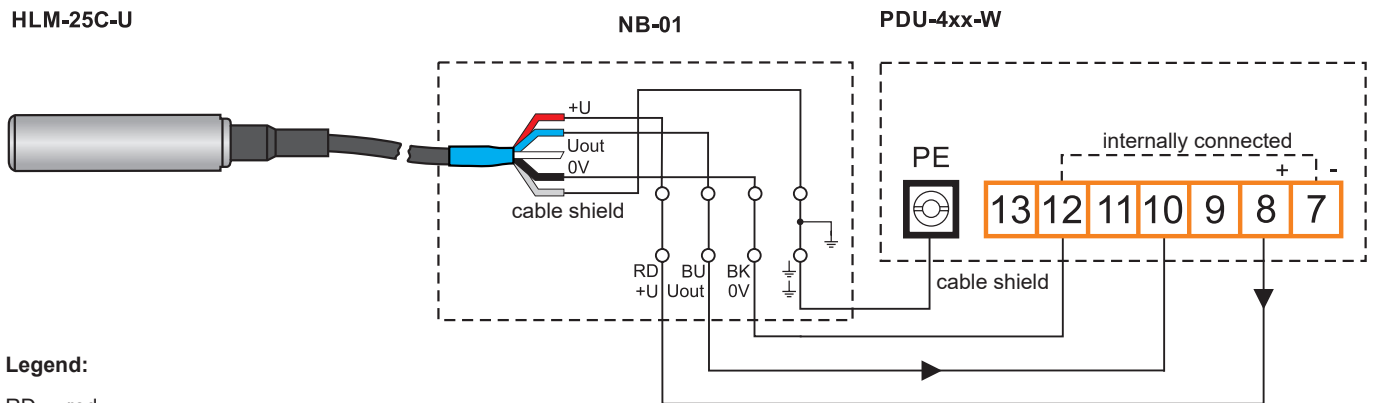 HLM-25C-U
NB-01
PDU-4xx-W
+U
Uout
0V
cable shield
RD BU BK
+U Uout 0V
internally connected
PE
+ -
13 12 11 10 9 8 7
cable shield
Legend: